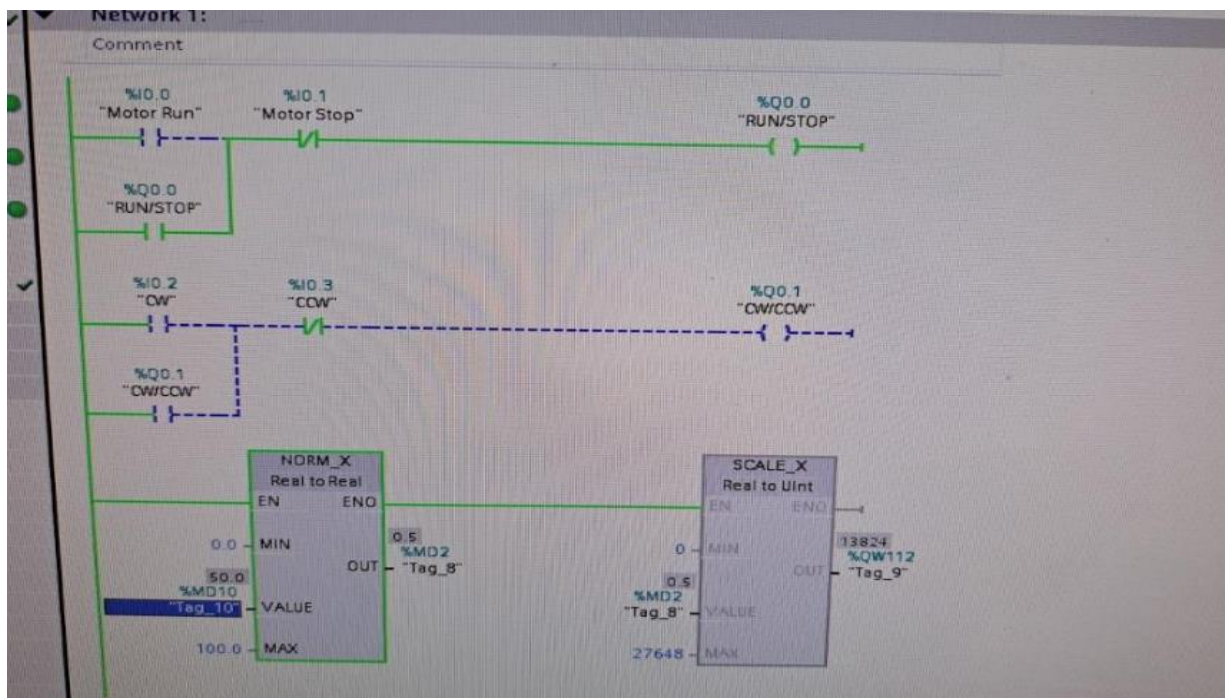 Network 1:
Comment
%I0.0
"Motor Run"
%I0.1
"Motor Stop"
%Q0.0
"RUN/STOP"
%Q0.0
"RUN/STOP"
%I0.2
"CW"
%I0.3
"CCW"
%Q0.1
"CW/CCW"
%Q0.1
"CW/CCW"
NORM_X
Real to Real
EN ENO
0.0 MIN
0.5
%MD2
OUT "Tag_8"
50.0
%MD10
"Tag_10" VALUE
100.0 MAX
SCALE_X
Real to UInt
EN ENO
0 MIN
13824
%QW112
OUT "Tag_9"
0.5
%MD2
"Tag_8" VALUE
27648 MAX